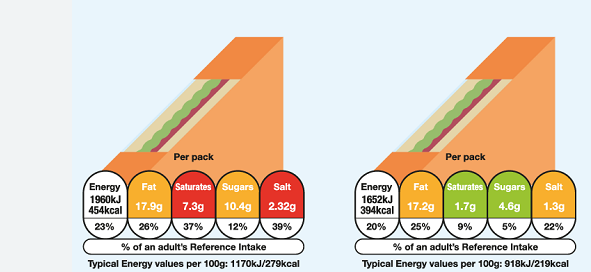 Per pack
Energy Fat Saturates Sugars Salt
1960kJ
454kcal 17.9g 7.3g 10.4g 2.32g
23% 26% 37% 12% 39%
% of an adult's Reference Intake
Typical Energy values per 100g: 1170kJ/279kcal
Per pack
Energy Fat Saturates Sugars Salt
1652kJ
394kcal 17.2g 1.7g 4.6g 1.3g
20% 25% 9% 5% 22%
% of an adult's Reference Intake
Typical Energy values per 100g: 918kJ/219kcal